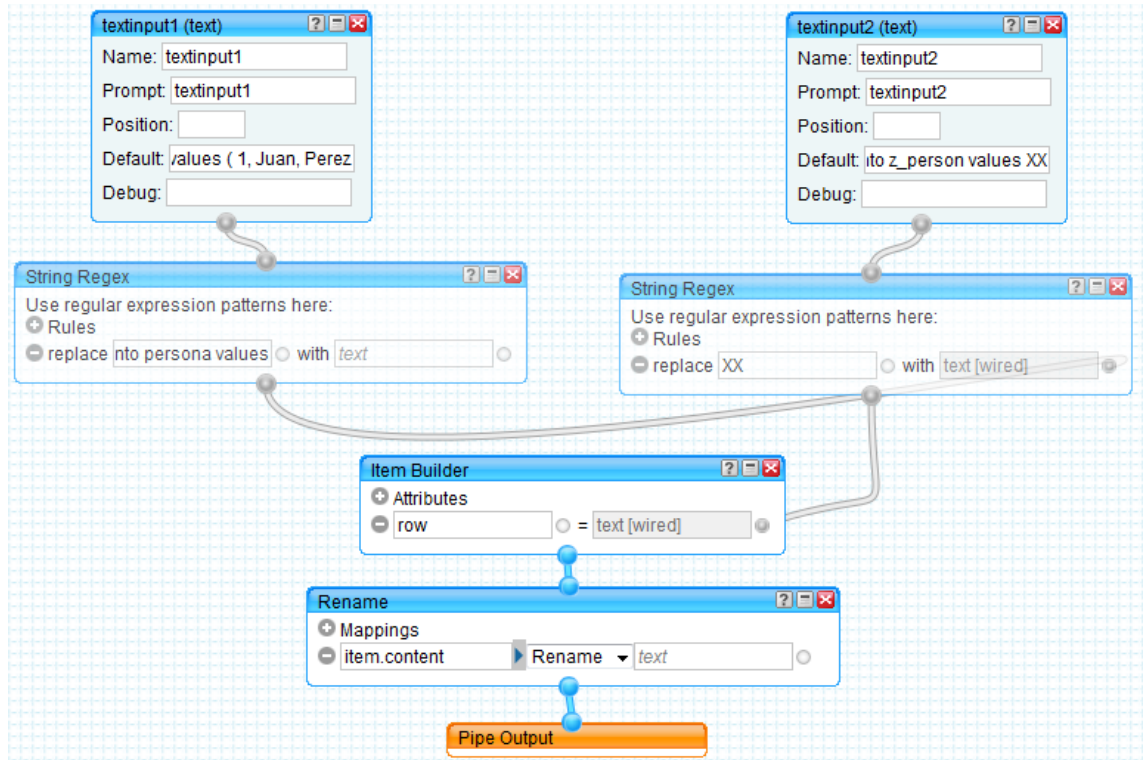 textinput1 (text)
Name: textinput1
Prompt: textinput1
Position:
Default: values ( 1, Juan, Perez
Debug:
textinput2 (text)
Name: textinput2
Prompt: textinput2
Position:
Default: nto z_person values XX
Debug:
String Regex
Use regular expression patterns here:
Rules
replace nto persona values with text
String Regex
Use regular expression patterns here:
Rules
replace XX with text [wired]
Item Builder
Attributes
row = text [wired]
Rename
Mappings
item.content Rename text
Pipe Output